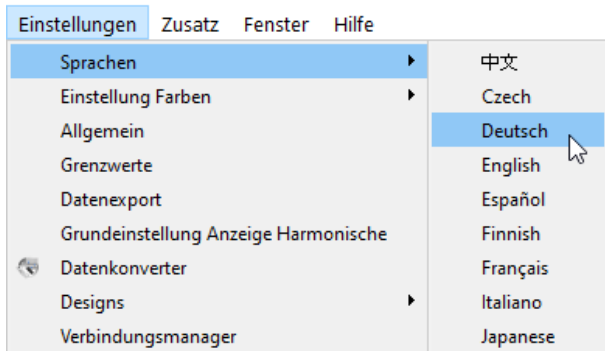 Einstellungen Zusatz Fenster Hilfe
Sprachen
Einstellung Farben
Allgemein
Grenzwerte
Datenexport
Grundeinstellung Anzeige Harmonische
Datenkonverter
Designs
Verbindungsmanager
中文
Czech
Deutsch
English
Español
Finnish
Français
Italiano
Japanese